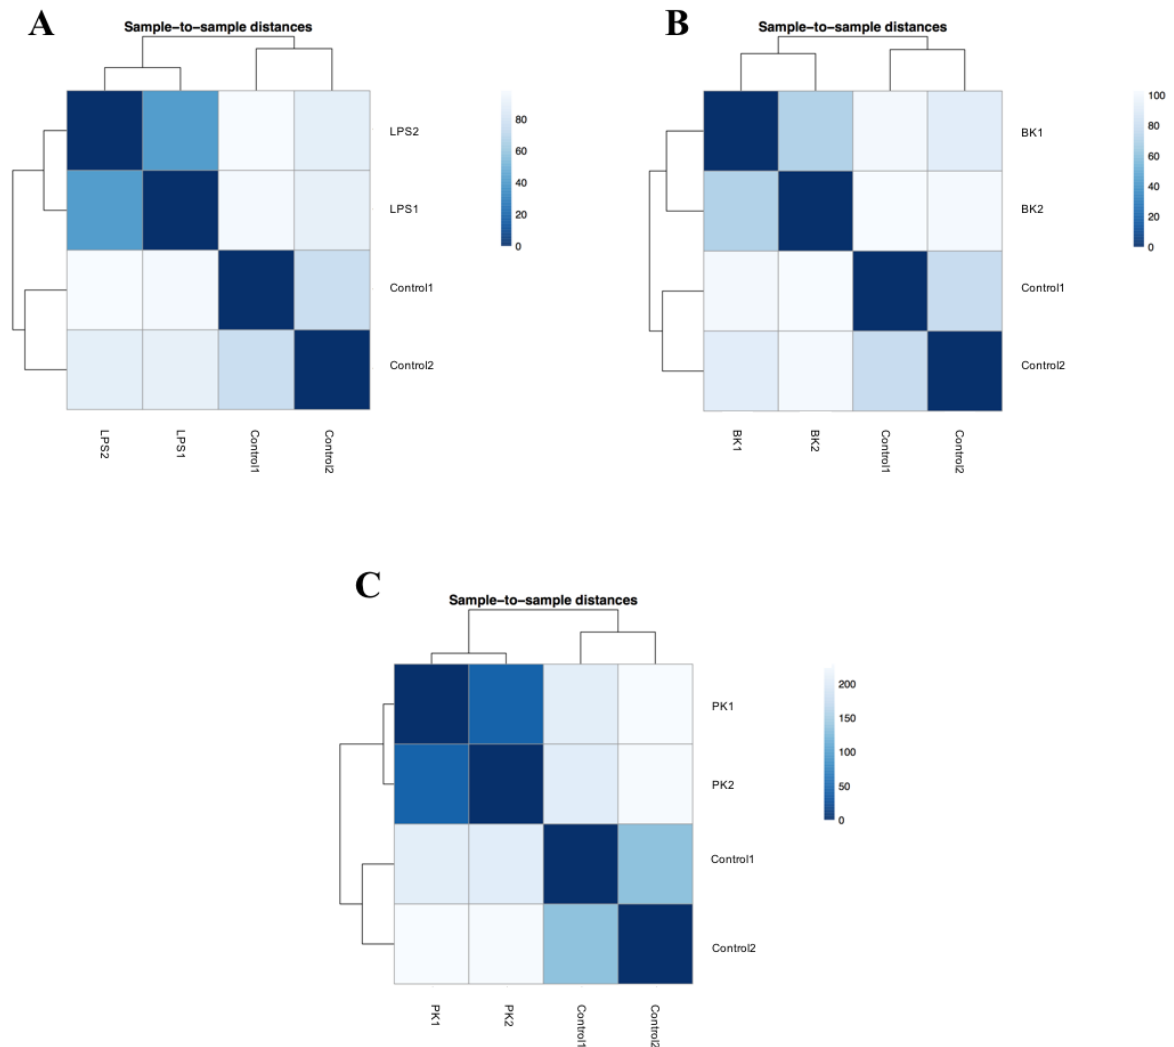 A
Sample-to-sample distances
LPS2
LPS1
Control1
Control2
80
60
40
20
0
LPS2
LPS1
Control1
Control2
B
Sample-to-sample distances
BK1
BK2
Control1
Control2
100
80
60
40
20
0
BK1
BK2
Control1
Control2
C
Sample-to-sample distances
PK1
PK2
Control1
Control2
200
150
100
50
0
PK1
PK2
Control1
Control2